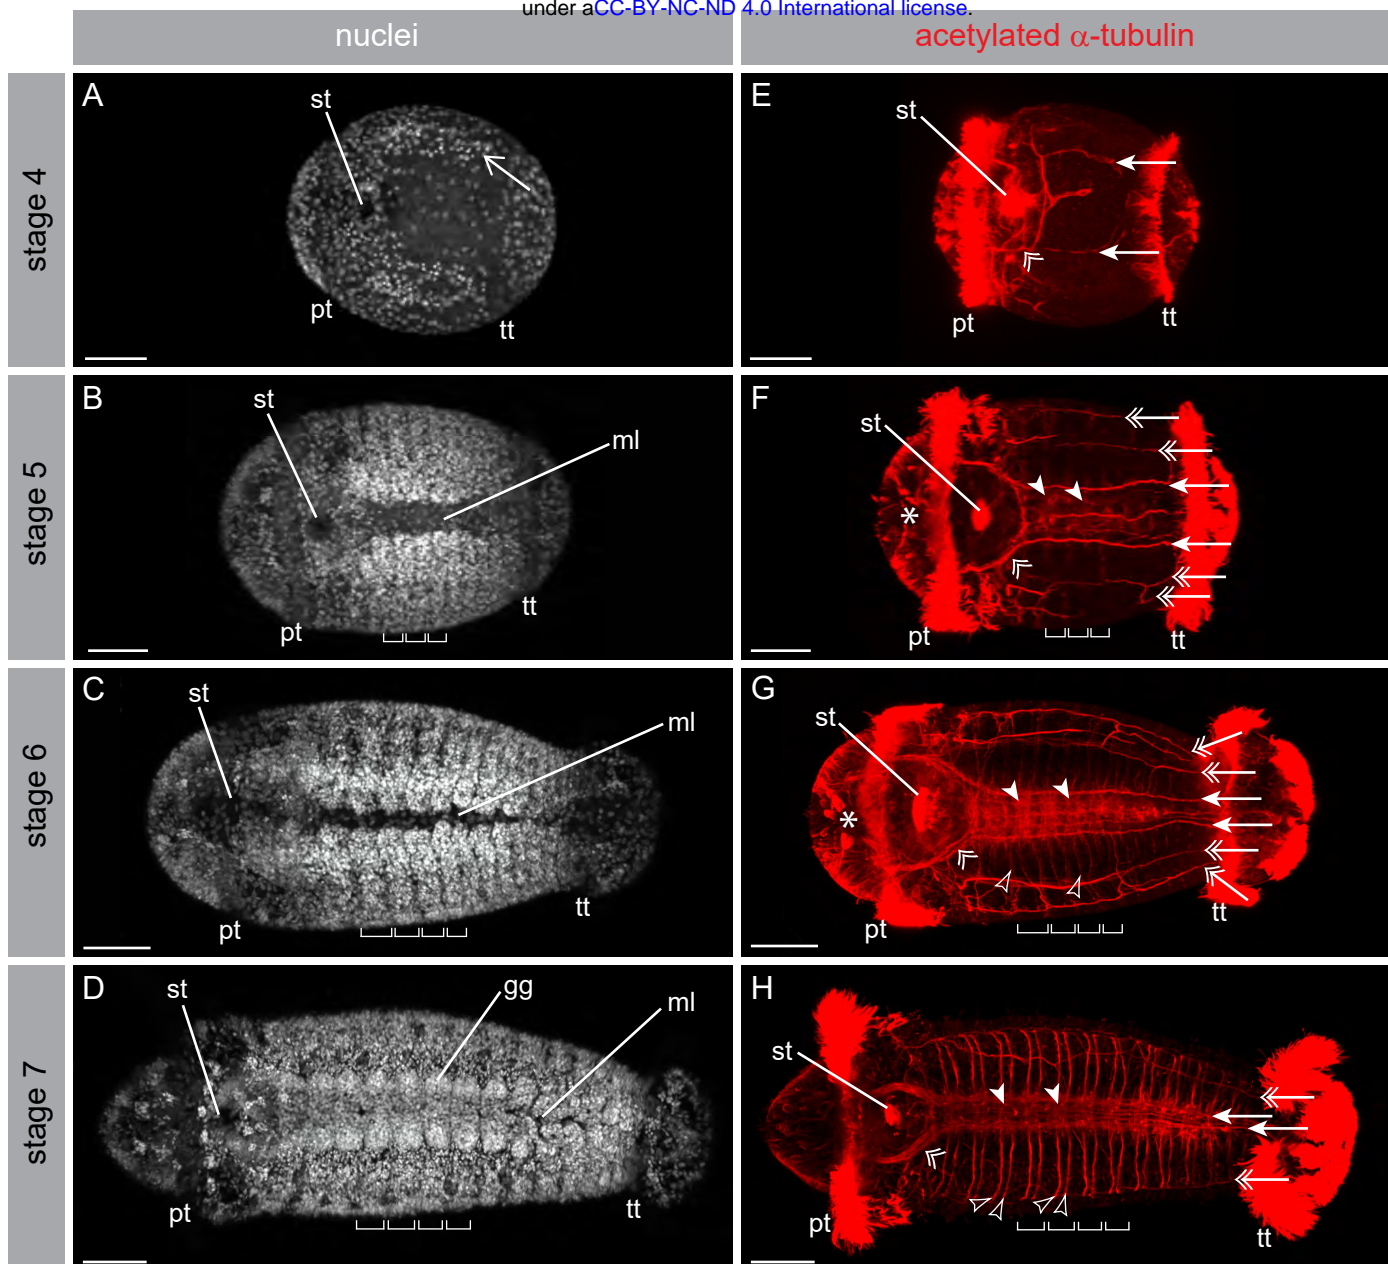 under aCC-BY-NC-ND 4.0 International license.
nuclei
acetylated α-tubulin
stage 4
A
st
pt
tt
E
st
pt
tt
stage 5
B
st
ml
pt
tt
F
st
*
pt
tt
stage 6
C
st
ml
pt
tt
G
st
*
pt
tt
stage 7
D
st
gg
ml
pt
tt
H
st
pt
tt